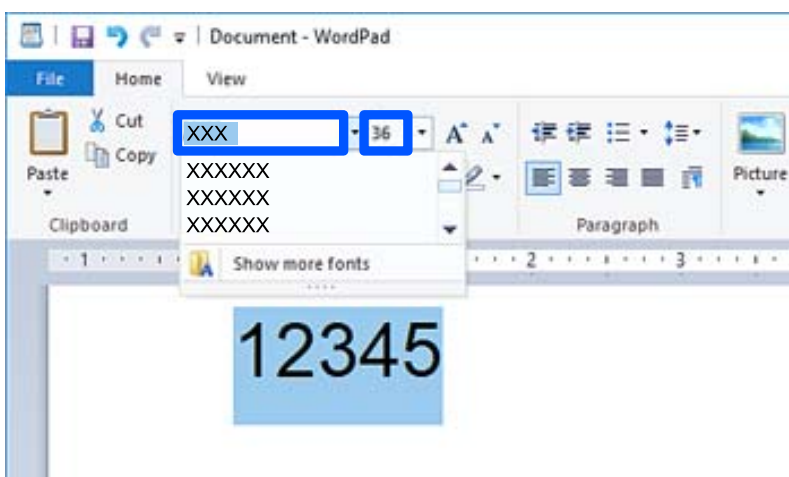 Document - WordPad
File Home View
Paste
Cut
Copy
Clipboard
XXX
36
A A
XXXXXX
XXXXXX
XXXXXX
Show more fonts
Paragraph
Picture
1 2 3
12345